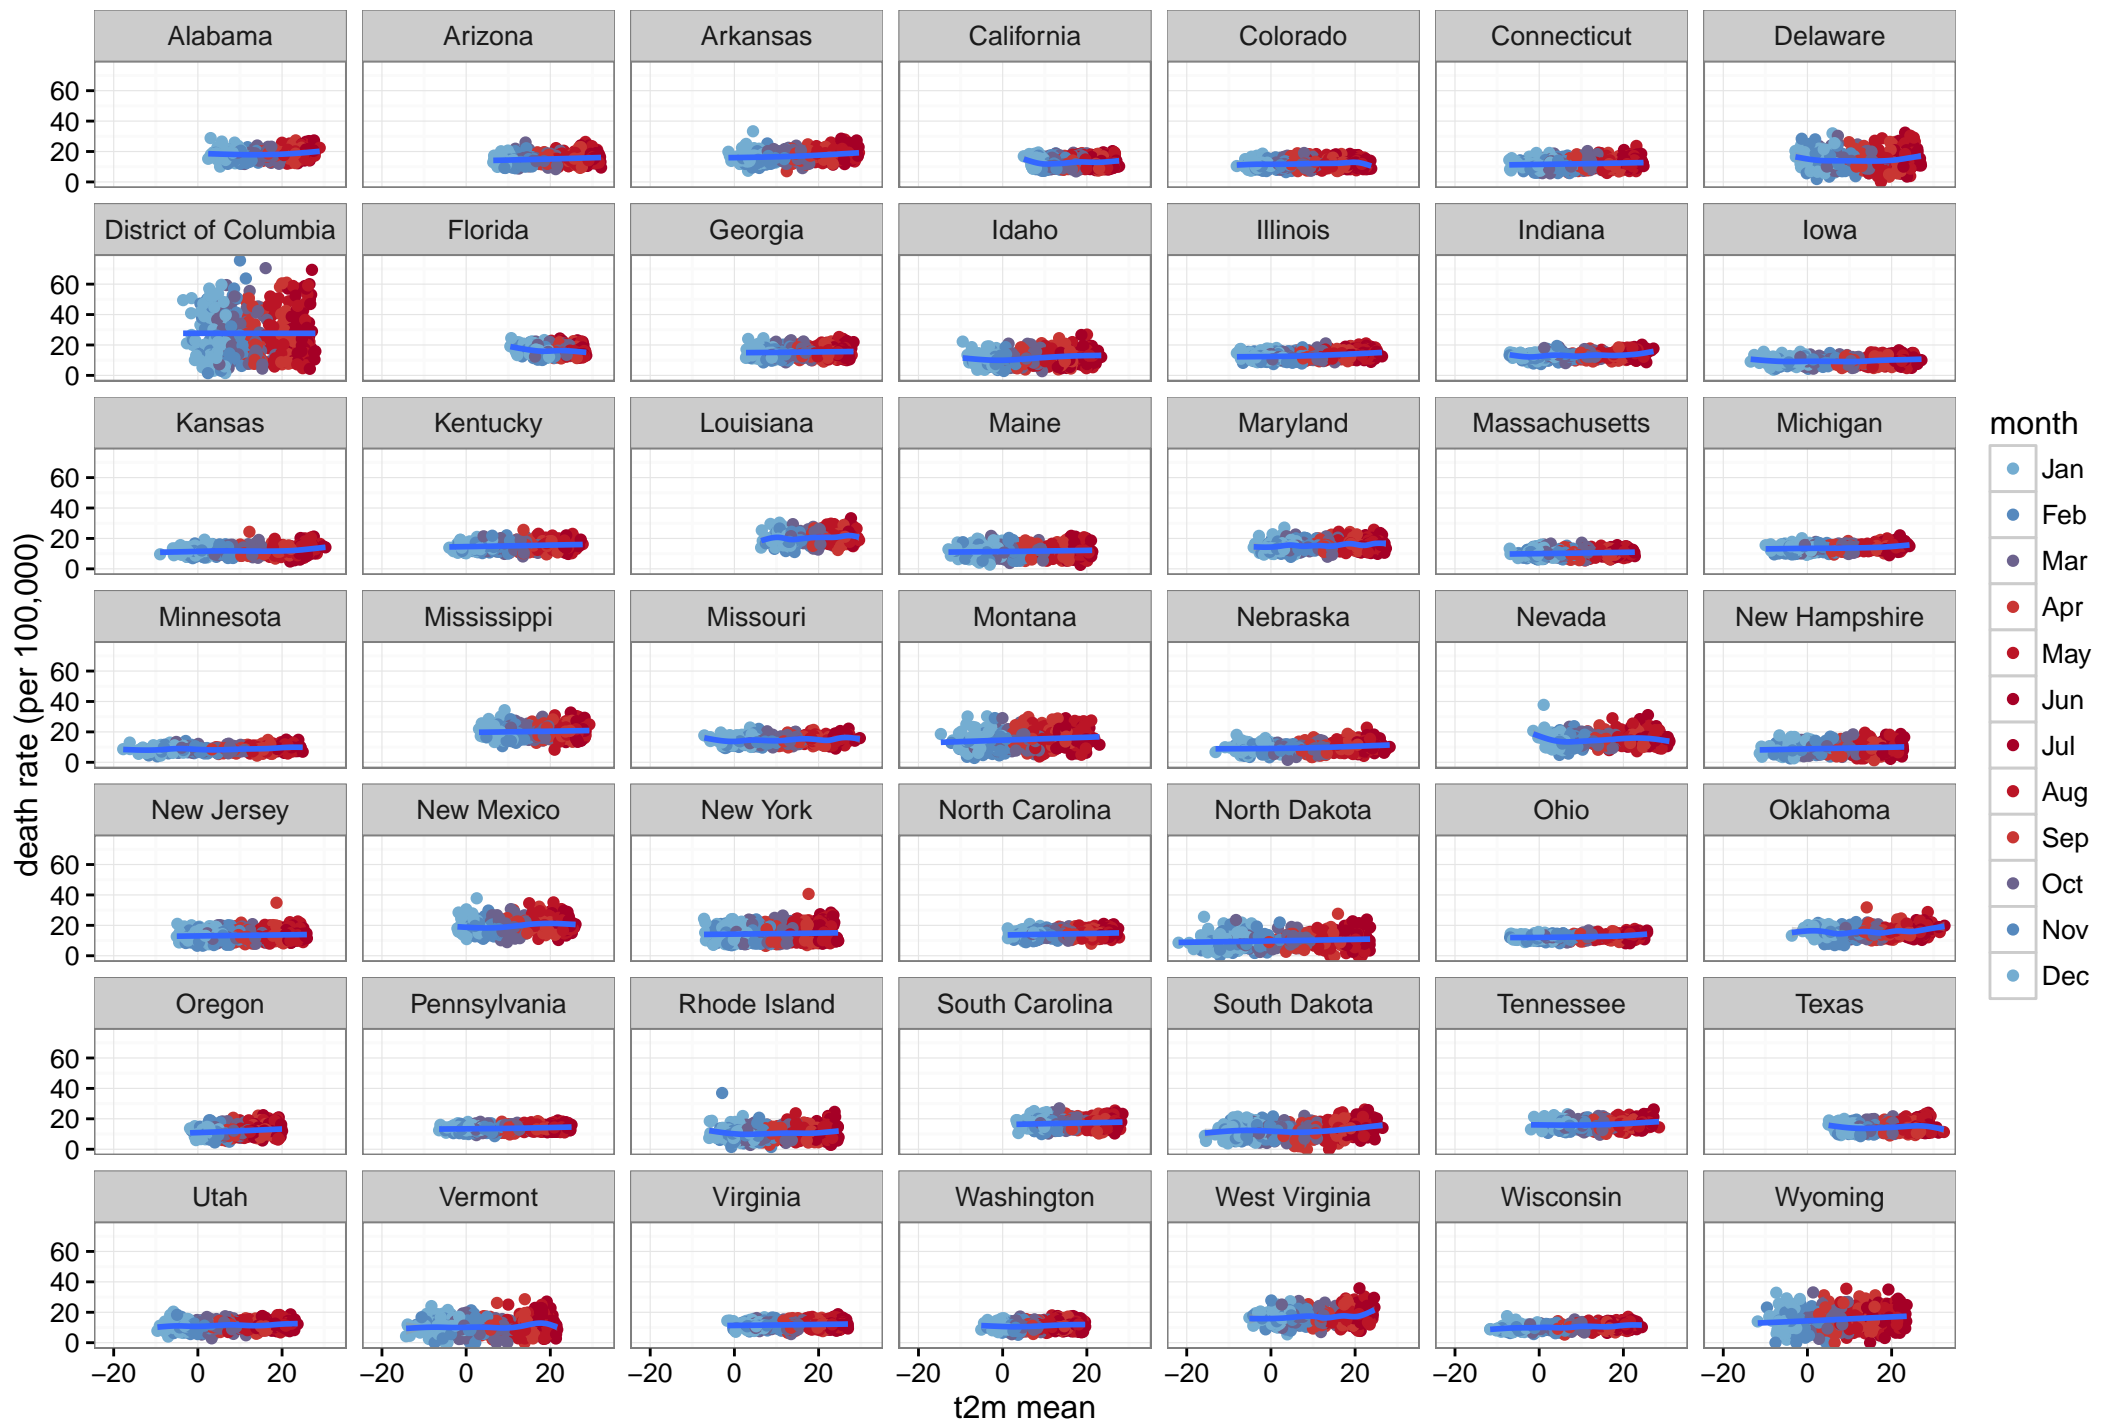 Alabama Arizona Arkansas California Colorado Connecticut Delaware
60
40
20
0
District of Columbia Florida Georgia Idaho Illinois Indiana Iowa
60
40
20
0
Kansas Kentucky Louisiana Maine Maryland Massachusetts Michigan
60
40
20
0
Minnesota Mississippi Missouri Montana Nebraska Nevada New Hampshire
60
40
20
0
New Jersey New Mexico New York North Carolina North Dakota Ohio Oklahoma
60
40
20
0
Oregon Pennsylvania Rhode Island South Carolina South Dakota Tennessee Texas
60
40
20
0
Utah Vermont Virginia Washington West Virginia Wisconsin Wyoming
60
40
20
0
−20 0 20 −20 0 20 −20 0 20 −20 0 20 −20 0 20 −20 0 20 −20 0 20
t2m mean
death rate (per 100,000)
month
Jan
Feb
Mar
Apr
May
Jun
Jul
Aug
Sep
Oct
Nov
Dec